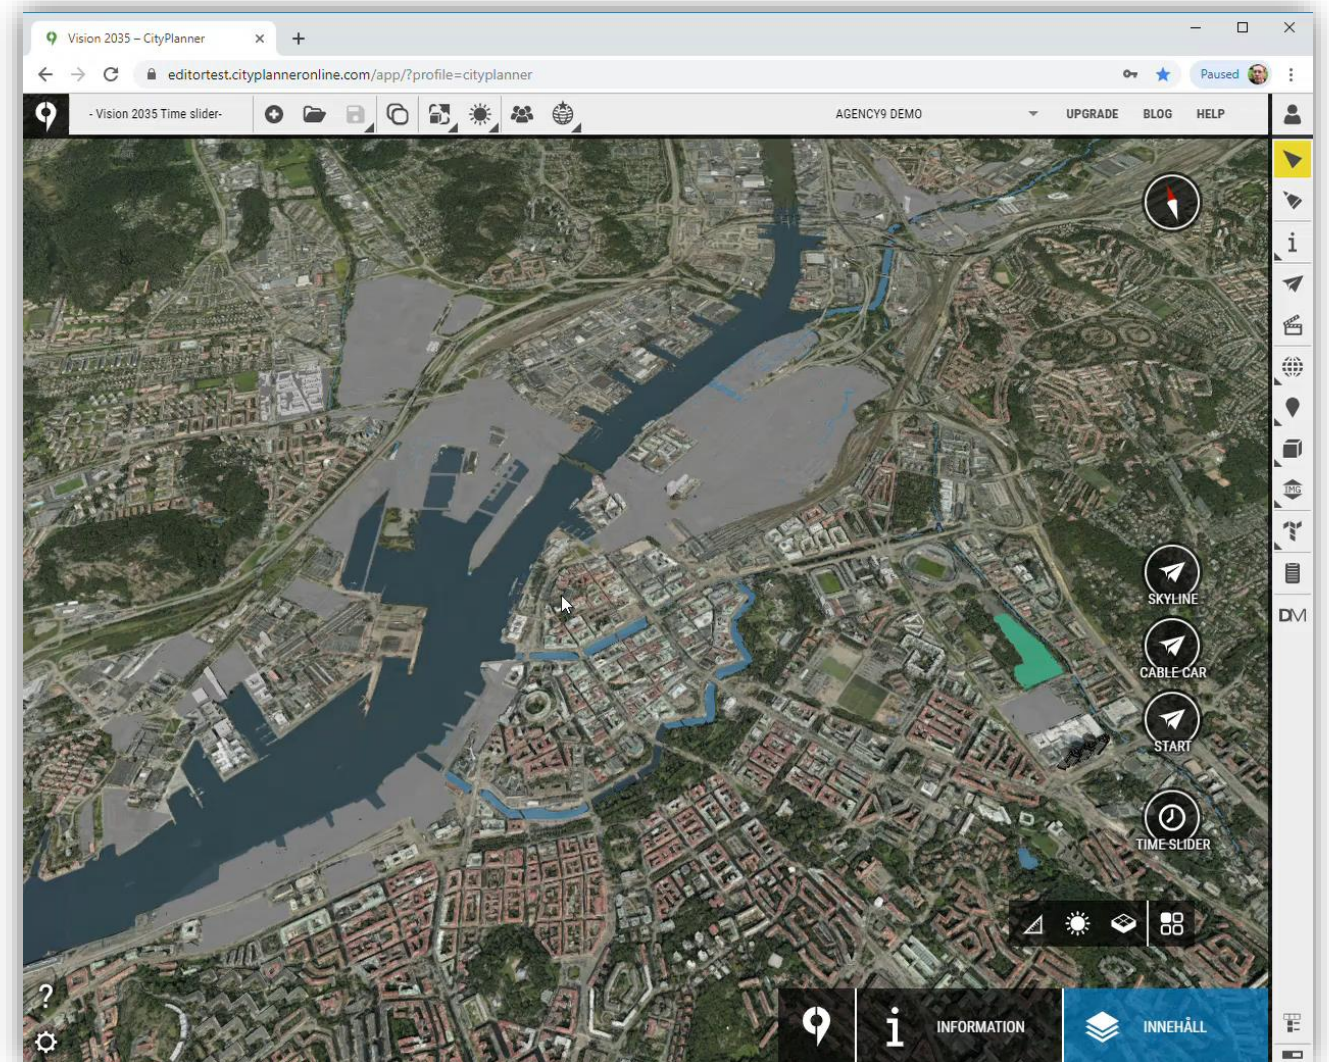 Vision 2035 – CityPlanner
editortest.cityplanneronline.com/app/?profile=cityplanner
Paused
- Vision 2035 Time slider-
AGENCY9 DEMO
UPGRADE
BLOG
HELP
i
IMG
SKYLINE
DM
CABLE CAR
START
TIME SLIDER
?
i
INFORMATION
INNEHÅLL